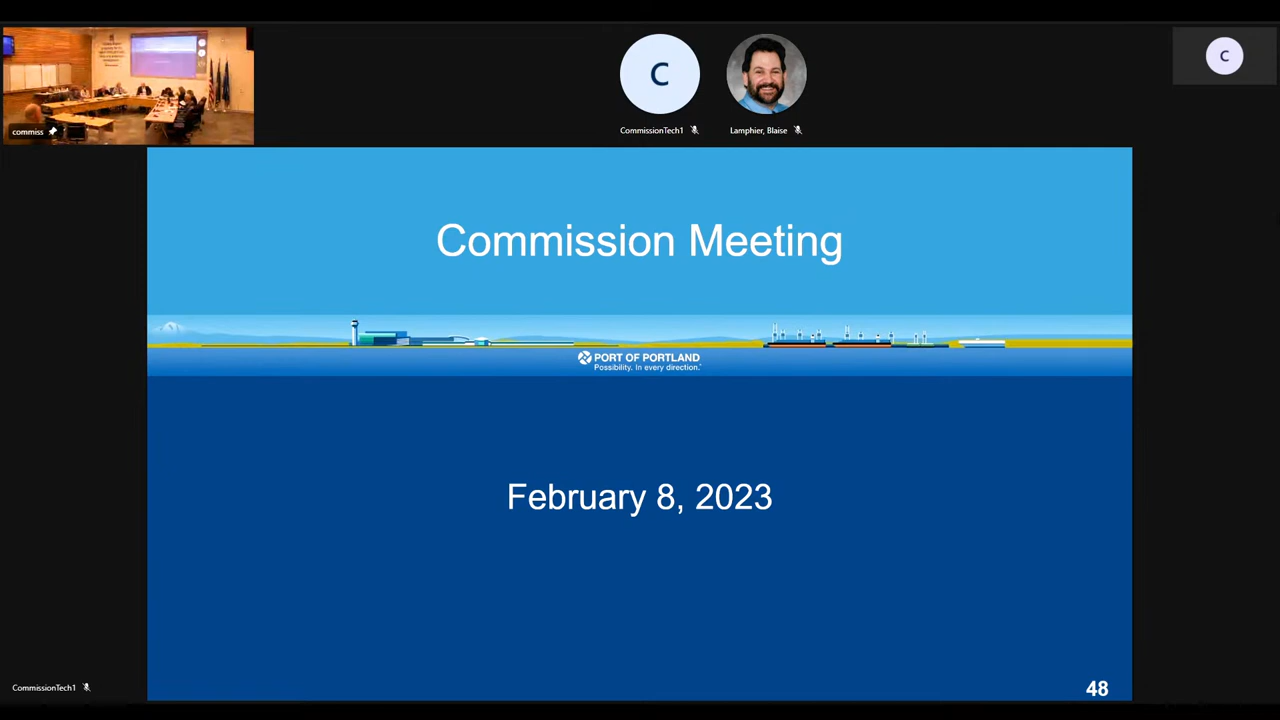 commiss
C
CommissionTech1
Lamphier, Blaise
C
Commission Meeting
PORT OF PORTLAND
Possibility. In every direction.
February 8, 2023
CommissionTech1
48